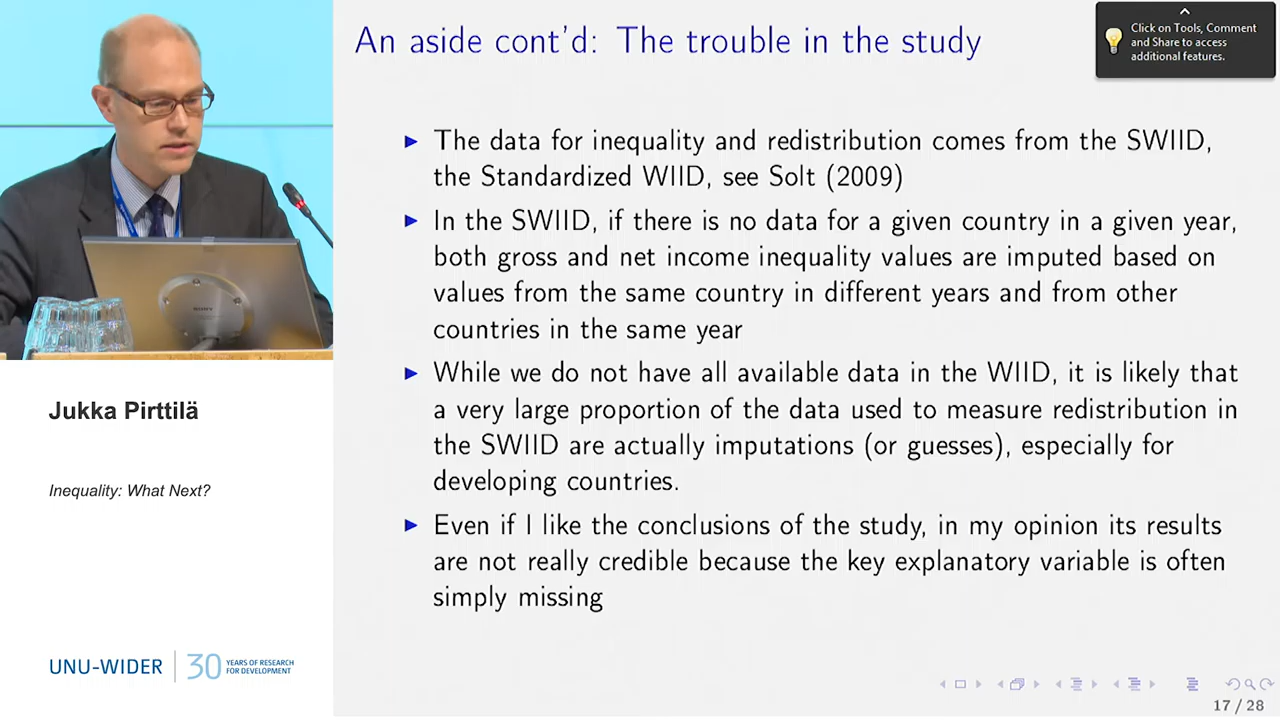 An aside cont'd: The trouble in the study
Click on Tools, Comment
and Share to access
additional features.
▶ The data for inequality and redistribution comes from the SWIID,
the Standardized WIID, see Solt (2009)
▶ In the SWIID, if there is no data for a given country in a given year,
both gross and net income inequality values are imputed based on
values from the same country in different years and from other
countries in the same year
▶ While we do not have all available data in the WIID, it is likely that
a very large proportion of the data used to measure redistribution in
the SWIID are actually imputations (or guesses), especially for
developing countries.
▶ Even if I like the conclusions of the study, in my opinion its results
are not really credible because the key explanatory variable is often
simply missing
SONY
Jukka Pirttilä
Inequality: What Next?
UNU-WIDER
30 YEARS OF RESEARCH
FOR DEVELOPMENT
17 / 28